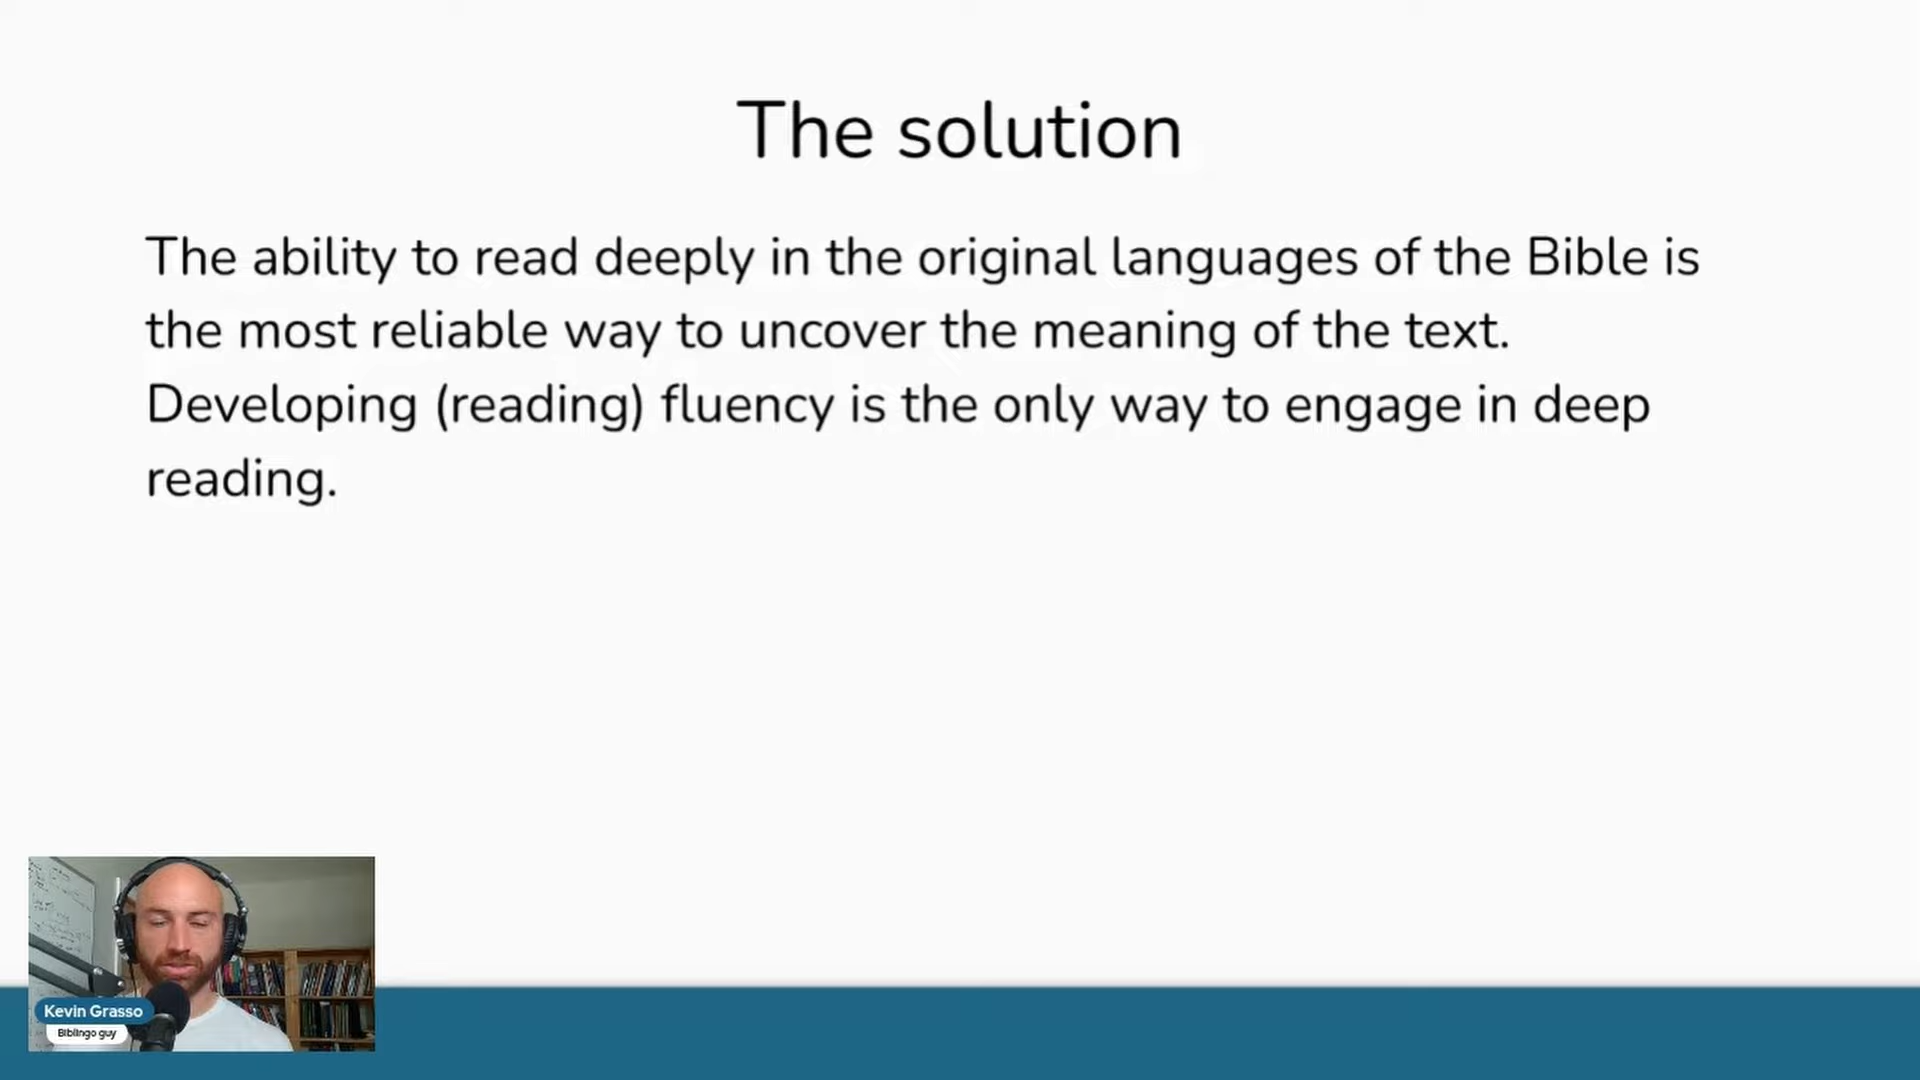 The solution
The ability to read deeply in the original languages of the Bible is
the most reliable way to uncover the meaning of the text.
Developing (reading) fluency is the only way to engage in deep
reading.
Kevin Grasso
Biblingo guy